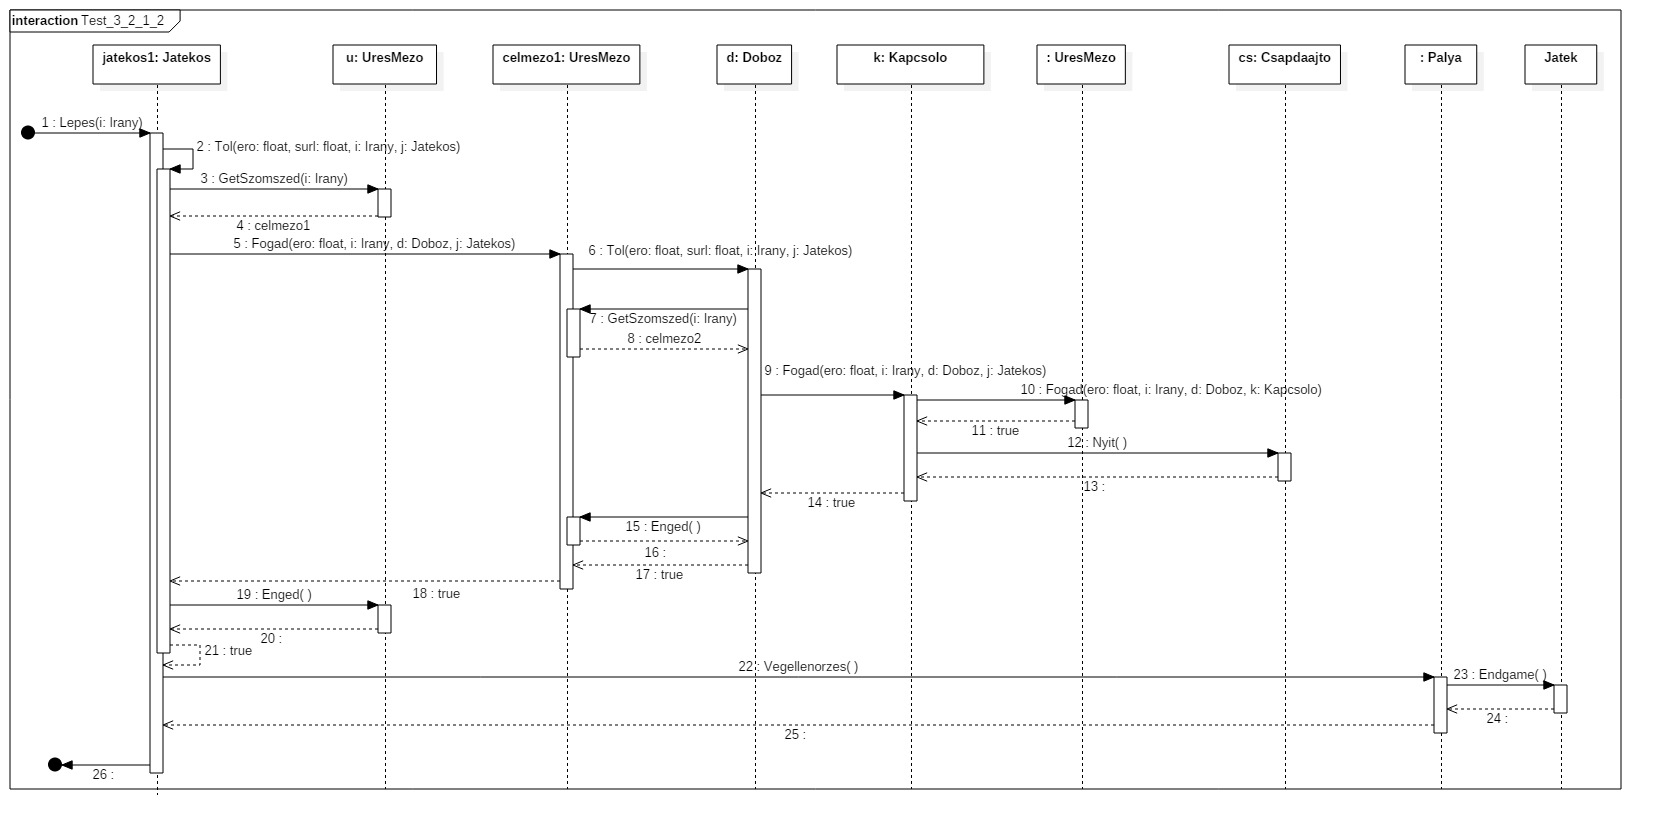 interaction Test_3_2_1_2
jatekos1: Jatekos
u: UresMezo
celmezo1: UresMezo
d: Doboz
k: Kapcsolo
: UresMezo
cs: Csapdaajto
: Palya
Jatek
1 : Lepes(i: Irany)
2 : Tol(ero: float, surl: float, i: Irany, j: Jatekos)
3 : GetSzomszed(i: Irany)
4 : celmezo1
5 : Fogad(ero: float, i: Irany, d: Doboz, j: Jatekos)
6 : Tol(ero: float, surl: float, i: Irany, j: Jatekos)
7 : GetSzomszed(i: Irany)
8 : celmezo2
9 : Fogad(ero: float, i: Irany, d: Doboz, j: Jatekos)
10 : Fogad(ero: float, i: Irany, d: Doboz, k: Kapcsolo)
11 : true
12 : Nyit( )
13 :
14 : true
15 : Enged( )
16 :
17 : true
18 : true
19 : Enged( )
20 :
21 : true
22 : Vegellenorzes( )
23 : Endgame( )
24 :
25 :
26 :